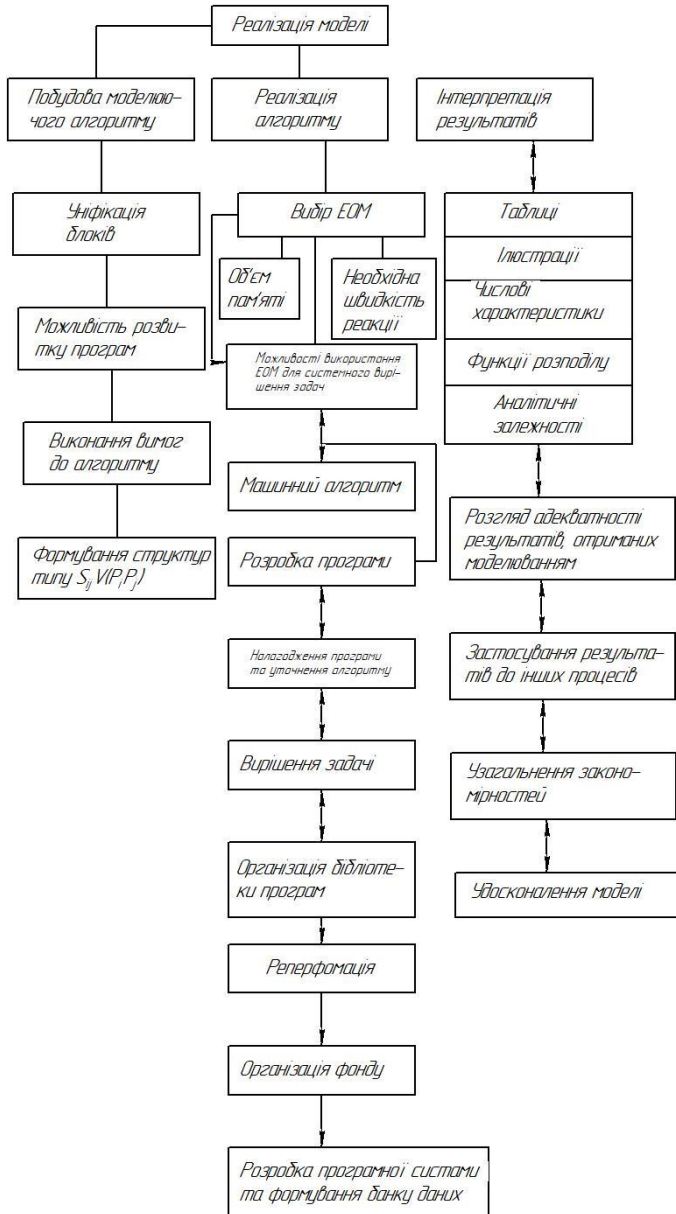 Реалізація моделі
Побудова моделюю-
чого алгоритму
Уніфікація
блоків
Можливість розви-
тку програм
Виконання вимог
до алгоритму
Формування структур
типу S_ij V(P_i P_j)
Реалізація
алгоритму
Вибір ЕОМ
Об'єм
пам'яті
Необхідна
швидкість
реакції
Можливості використання
ЕОМ для системного вирі-
шення задач
Машинний алгоритм
Розробка програми
Налагодження програми
та уточнення алгоритму
Вирішення задачі
Організація бібліоте-
ки програм
Реперфомація
Організація фонду
Розробка програмної системи
та формування банку даних
Інтерпретація
результатів
Таблиці
Ілюстрації
Числові
характеристики
Функції розподілу
Аналітичні
залежності
Розгляд адекватності
результатів, отриманих
моделюванням
Застосування результа-
тів до інших процесів
Узагальнення законо-
мірностей
Удосконалення моделі